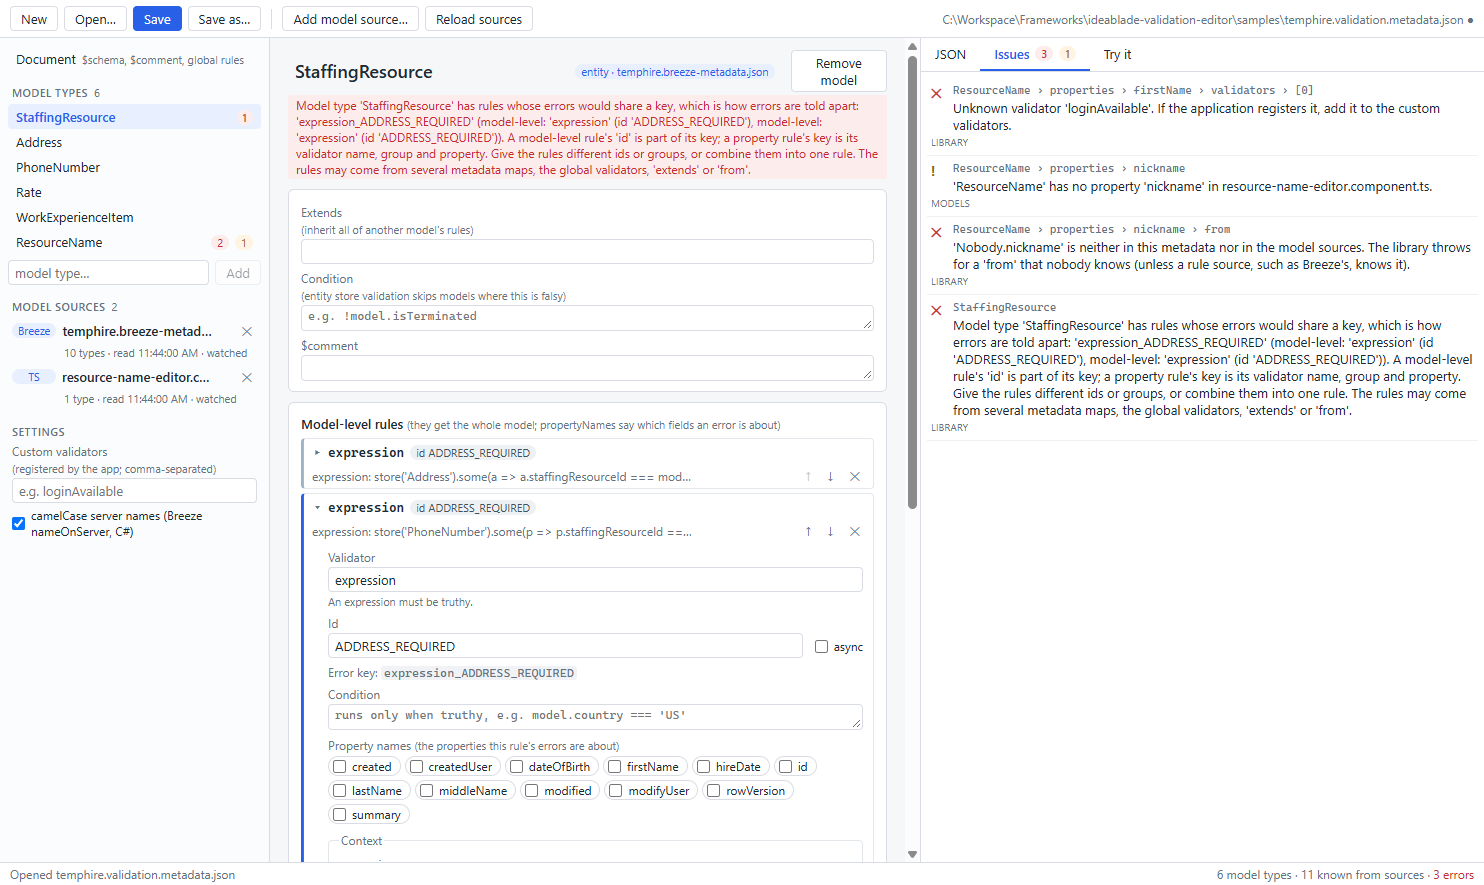 New Open... Save Save as... Add model source... Reload sources C:\Workspace\Frameworks\ideablade-validation-editor\samples\temphire.validation.metadata.json ●
Document $schema, $comment, global rules
MODEL TYPES 6
StaffingResource 1
Address
PhoneNumber
Rate
WorkExperienceItem
ResourceName 2 1
model type... Add
MODEL SOURCES 2
Breeze temphire.breeze-metad... ×
10 types · read 11:44:00 AM · watched
TS resource-name-editor.c... ×
1 type · read 11:44:00 AM · watched
SETTINGS
Custom validators
(registered by the app; comma-separated)
e.g. loginAvailable
camelCase server names (Breeze
nameOnServer, C#)
StaffingResource entity · temphire.breeze-metadata.json Remove
model
Model type 'StaffingResource' has rules whose errors would share a key, which is how errors are told apart:
'expression_ADDRESS_REQUIRED' (model-level: 'expression' (id 'ADDRESS_REQUIRED'), model-level:
'expression' (id 'ADDRESS_REQUIRED')). A model-level rule's 'id' is part of its key; a property rule's key is its
validator name, group and property. Give the rules different ids or groups, or combine them into one rule. The
rules may come from several metadata maps, the global validators, 'extends' or 'from'.
Extends
(inherit all of another model's rules)
Condition
(entity store validation skips models where this is falsy)
e.g. !model.isTerminated
$comment
Model-level rules (they get the whole model; propertyNames say which fields an error is about)
▸ expression id ADDRESS_REQUIRED
expression: store('Address').some(a => a.staffingResourceId === mod... ↑ ↓ ×
▾ expression id ADDRESS_REQUIRED
expression: store('PhoneNumber').some(p => p.staffingResourceId ==... ↑ ↓ ×
Validator
expression
An expression must be truthy.
Id
ADDRESS_REQUIRED async
Error key: expression_ADDRESS_REQUIRED
Condition
runs only when truthy, e.g. model.country === 'US'
Property names (the properties this rule's errors are about)
created createdUser dateOfBirth firstName hireDate id
lastName middleName modified modifyUser rowVersion
summary
Context
JSON Issues 3 1 Try it
ResourceName › properties › firstName › validators › [0]
Unknown validator 'loginAvailable'. If the application registers it, add it to the custom
validators.
LIBRARY
! ResourceName › properties › nickname
'ResourceName' has no property 'nickname' in resource-name-editor.component.ts.
MODELS
ResourceName › properties › nickname › from
'Nobody.nickname' is neither in this metadata nor in the model sources. The library throws
for a 'from' that nobody knows (unless a rule source, such as Breeze's, knows it).
LIBRARY
StaffingResource
Model type 'StaffingResource' has rules whose errors would share a key, which is how
errors are told apart: 'expression_ADDRESS_REQUIRED' (model-level: 'expression' (id
'ADDRESS_REQUIRED'), model-level: 'expression' (id 'ADDRESS_REQUIRED')). A model-level
rule's 'id' is part of its key; a property rule's key is its validator name, group and property.
Give the rules different ids or groups, or combine them into one rule. The rules may come
from several metadata maps, the global validators, 'extends' or 'from'.
LIBRARY
Opened temphire.validation.metadata.json 6 model types · 11 known from sources · 3 errors